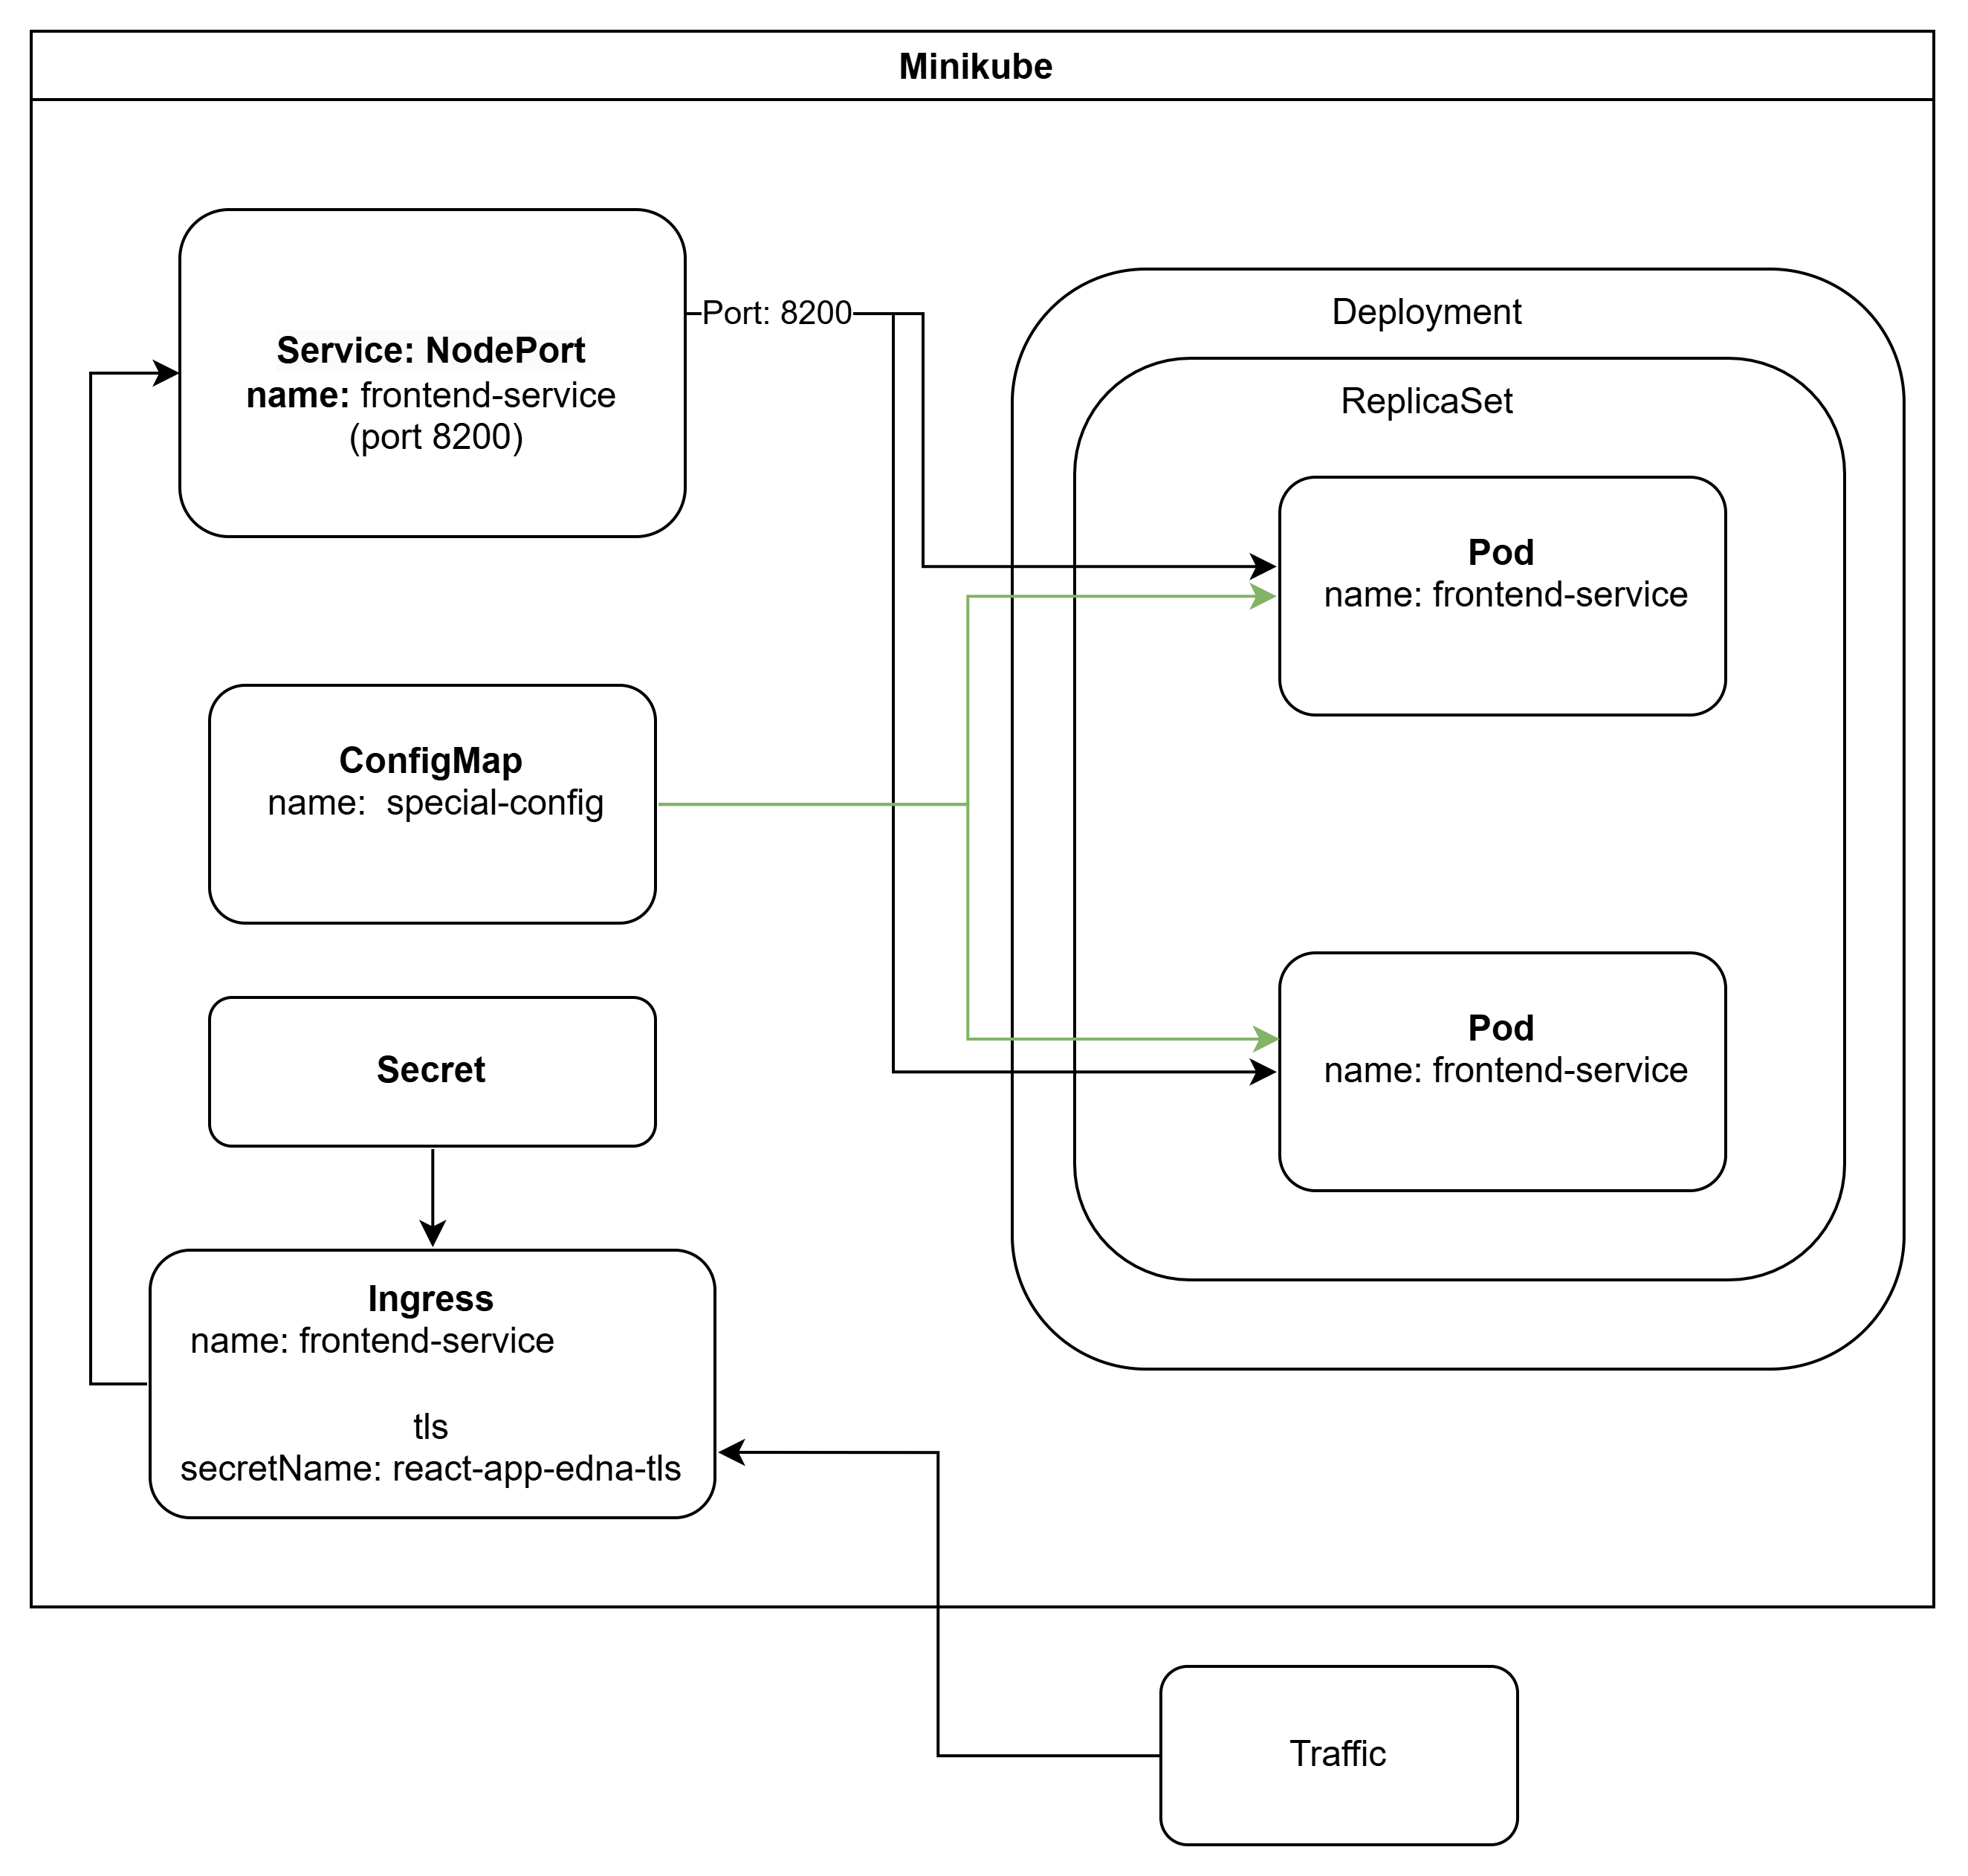 Minikube
Service: NodePort
name: frontend-service
(port 8200)
Port: 8200
Deployment
ReplicaSet
Pod
name: frontend-service
ConfigMap
name:  special-config
Pod
name: frontend-service
Secret
Ingress
name: frontend-service
tls
secretName: react-app-edna-tls
Traffic